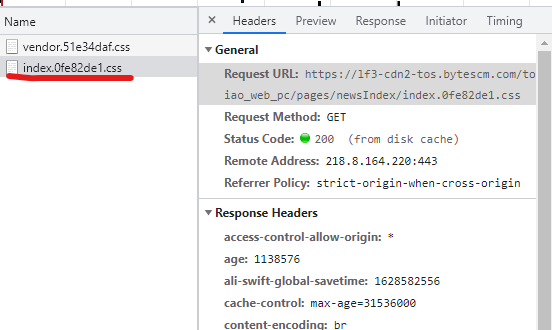 Name
vendor.51e34daf.css
index.0fe82de1.css
Headers Preview Response Initiator Timing
General
Request URL: https://lf3-cdn2-tos.bytescm.com/to
iao_web_pc/pages/newsIndex/index.0fe82de1.css
Request Method: GET
Status Code: 200 (from disk cache)
Remote Address: 218.8.164.220:443
Referrer Policy: strict-origin-when-cross-origin
Response Headers
access-control-allow-origin: *
age: 1138576
ali-swift-global-savetime: 1628582556
cache-control: max-age=31536000
content-encoding: br